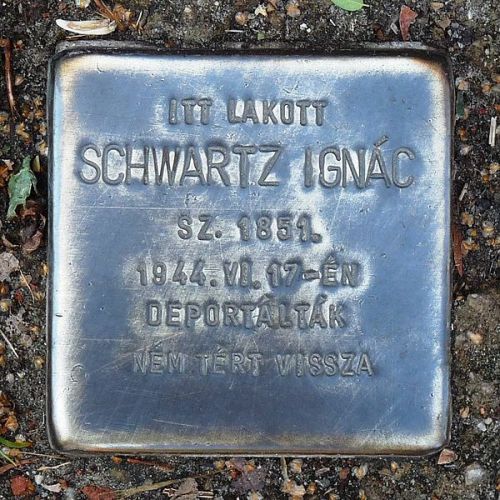 ITT LAKOTT
SCHWARTZ IGNÁC
SZ. 1851.
1944. VI. 17-ÉN
DEPORTÁLTÁK
NEM TÉRT VISSZA